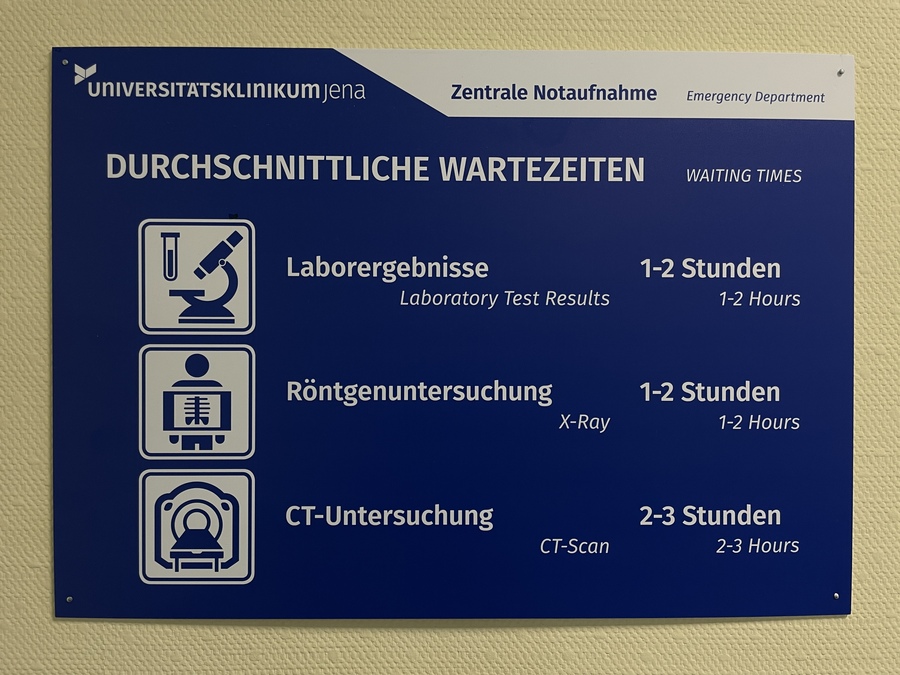 UNIVERSITÄTSKLINIKUM jena
Zentrale Notaufnahme Emergency Department
DURCHSCHNITTLICHE WARTEZEITEN WAITING TIMES
Laborergebnisse 1-2 Stunden
Laboratory Test Results 1-2 Hours
Röntgenuntersuchung 1-2 Stunden
X-Ray 1-2 Hours
CT-Untersuchung 2-3 Stunden
CT-Scan 2-3 Hours